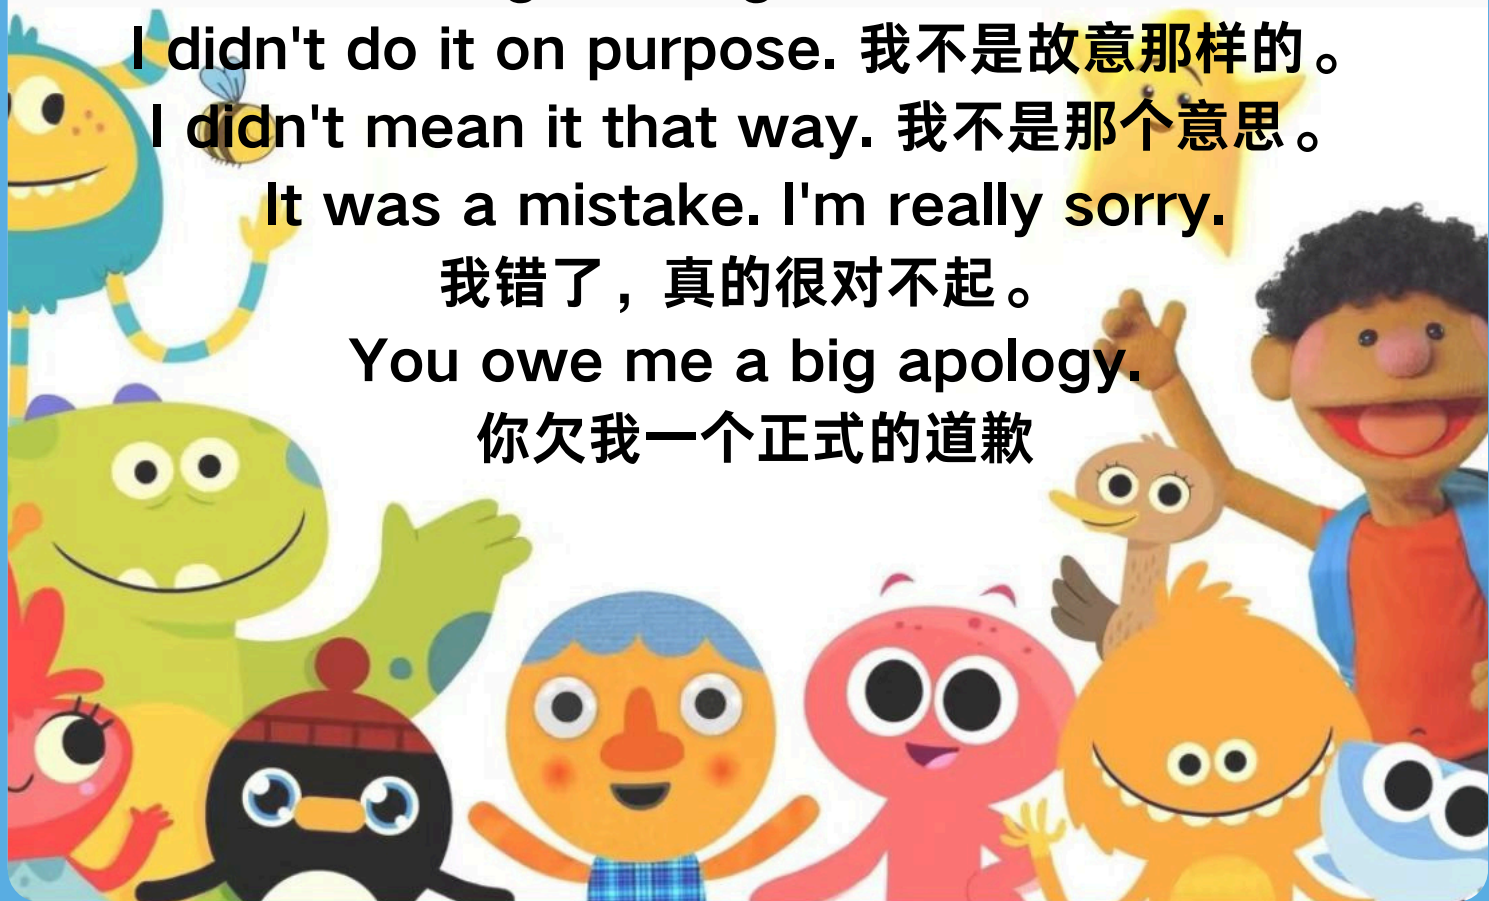 I didn't do it on purpose. 我不是故意那样的。
I didn't mean it that way. 我不是那个意思。
It was a mistake. I'm really sorry.
我错了，真的很对不起。
You owe me a big apology.
你欠我一个正式的道歉